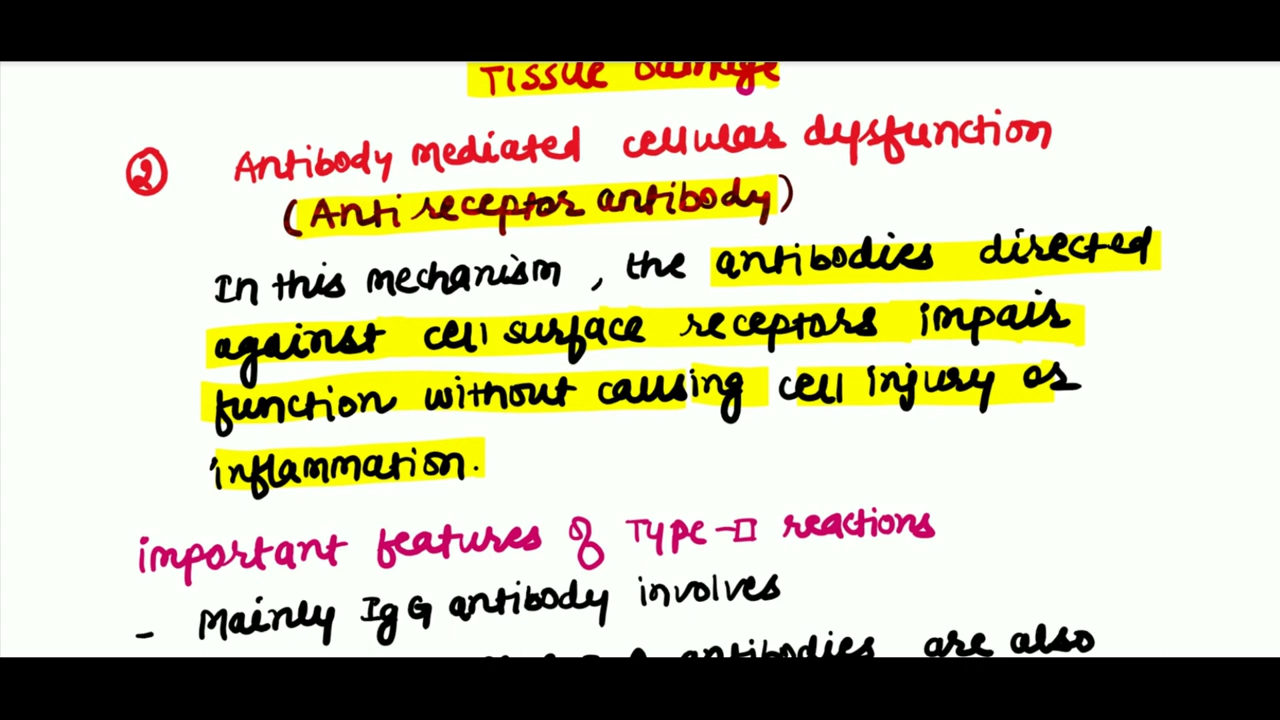 Tissue Damage
② Antibody mediated cellular dysfunction
(Anti receptor antibody)
In this mechanism, the antibodies directed
against cell surface receptors impair
function without causing cell injury or
inflammation.
important features of Type-II reactions
- Mainly IgG antibody involves
antibodies are also